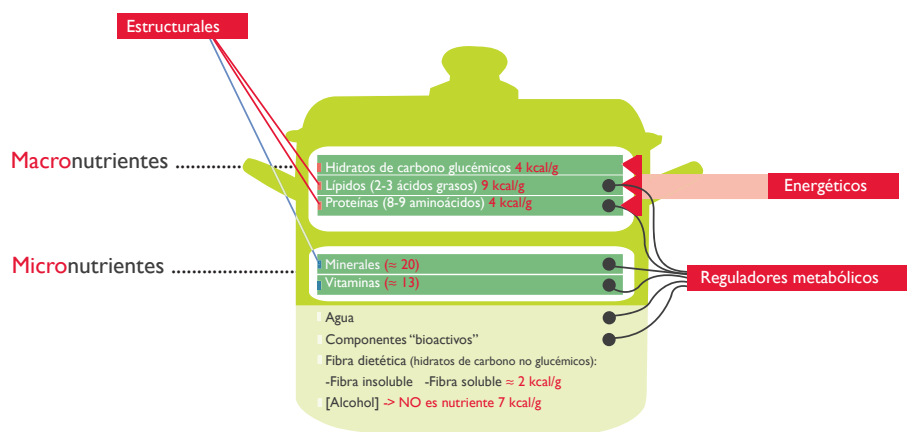 Estructurales
Macronutrientes
Hidratos de carbono glucémicos 4 kcal/g
Lípidos (2-3 ácidos grasos) 9 kcal/g
Proteínas (8-9 aminoácidos) 4 kcal/g
Energéticos
Micronutrientes
Minerales (≈ 20)
Vitaminas (≈ 13)
Reguladores metabólicos
Agua
Componentes “bioactivos”
Fibra dietética (hidratos de carbono no glucémicos):
-Fibra insoluble -Fibra soluble ≈ 2 kcal/g
[Alcohol] -> NO es nutriente 7 kcal/g